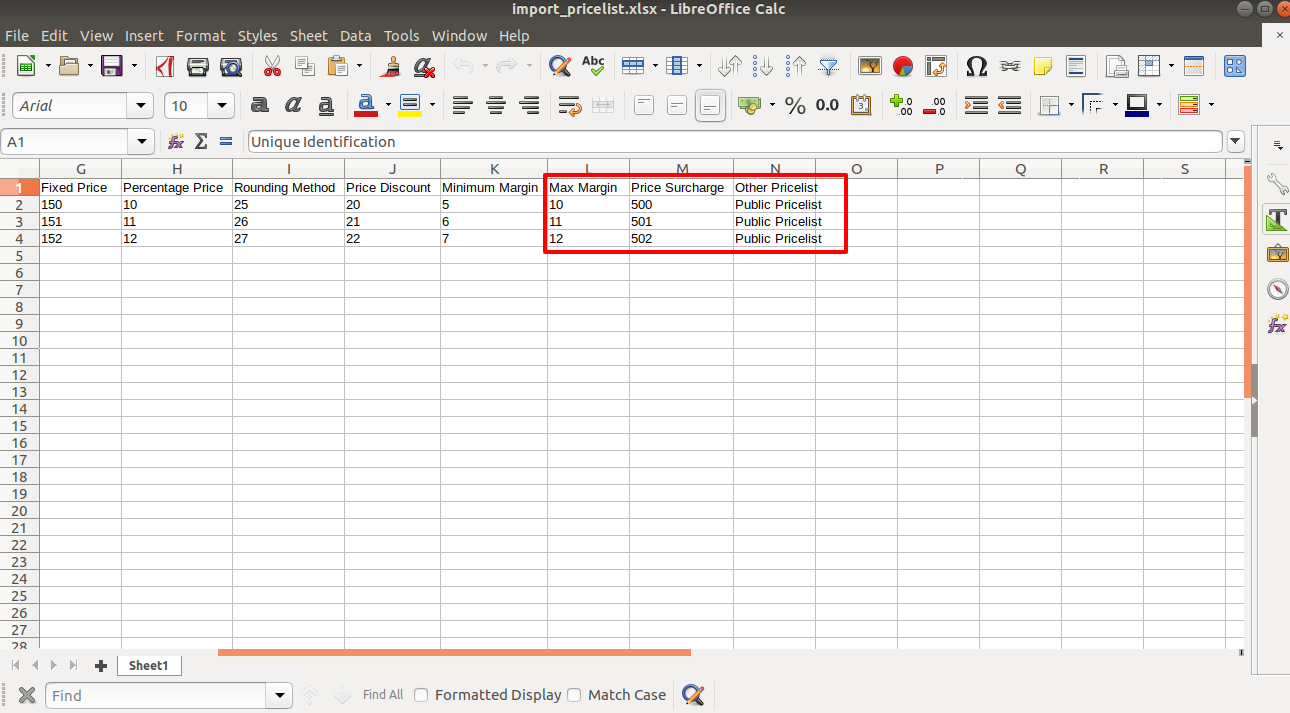 import_pricelist.xlsx - LibreOffice Calc
File Edit View Insert Format Styles Sheet Data Tools Window Help
Abc
Arial 10 a a a a % 0.0 .00 .00
A1 fx Σ = Unique Identification
G H I J K L M N O P Q R S
1 Fixed Price Percentage Price Rounding Method Price Discount Minimum Margin Max Margin Price Surcharge Other Pricelist
2 150 10 25 20 5 10 500 Public Pricelist
3 151 11 26 21 6 11 501 Public Pricelist
4 152 12 27 22 7 12 502 Public Pricelist
5
6
7
8
9
10
11
12
13
14
15
16
17
18
19
20
21
22
23
24
25
26
27
28
Sheet1
Find Find All Formatted Display Match Case